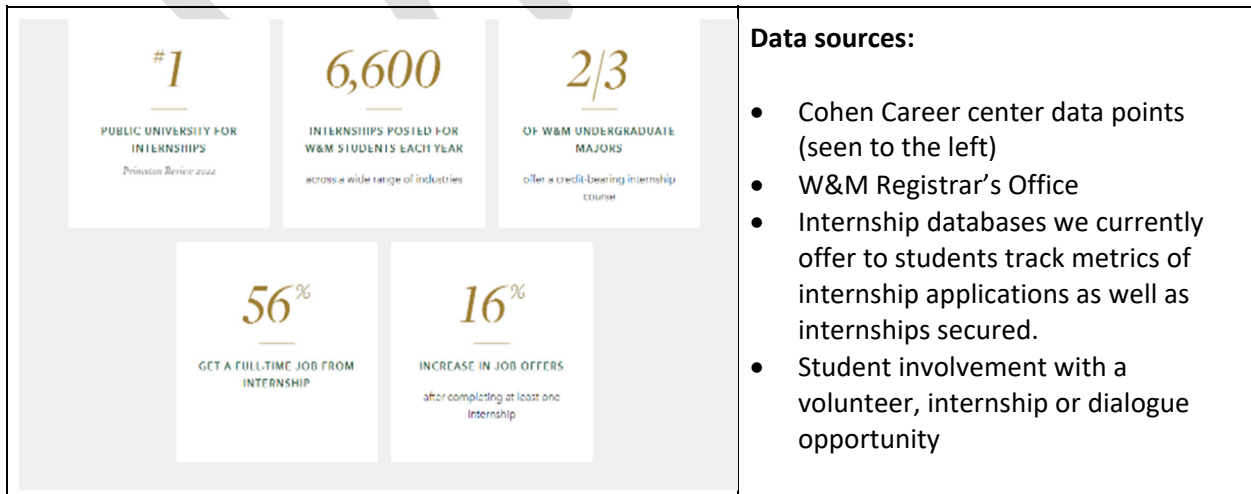 #1
PUBLIC UNIVERSITY FOR
INTERNSHIPS
Princeton Review 2022
6,600
INTERNSHIPS POSTED FOR
W&M STUDENTS EACH YEAR
across a wide range of industries
2/3
OF W&M UNDERGRADUATE
MAJORS
offer a credit-bearing internship
course
56%
GET A FULL-TIME JOB FROM
INTERNSHIP
16%
INCREASE IN JOB OFFERS
after completing at least one
internship
Data sources:
• Cohen Career center data points
(seen to the left)
• W&M Registrar’s Office
• Internship databases we currently
offer to students track metrics of
internship applications as well as
internships secured.
• Student involvement with a
volunteer, internship or dialogue
opportunity